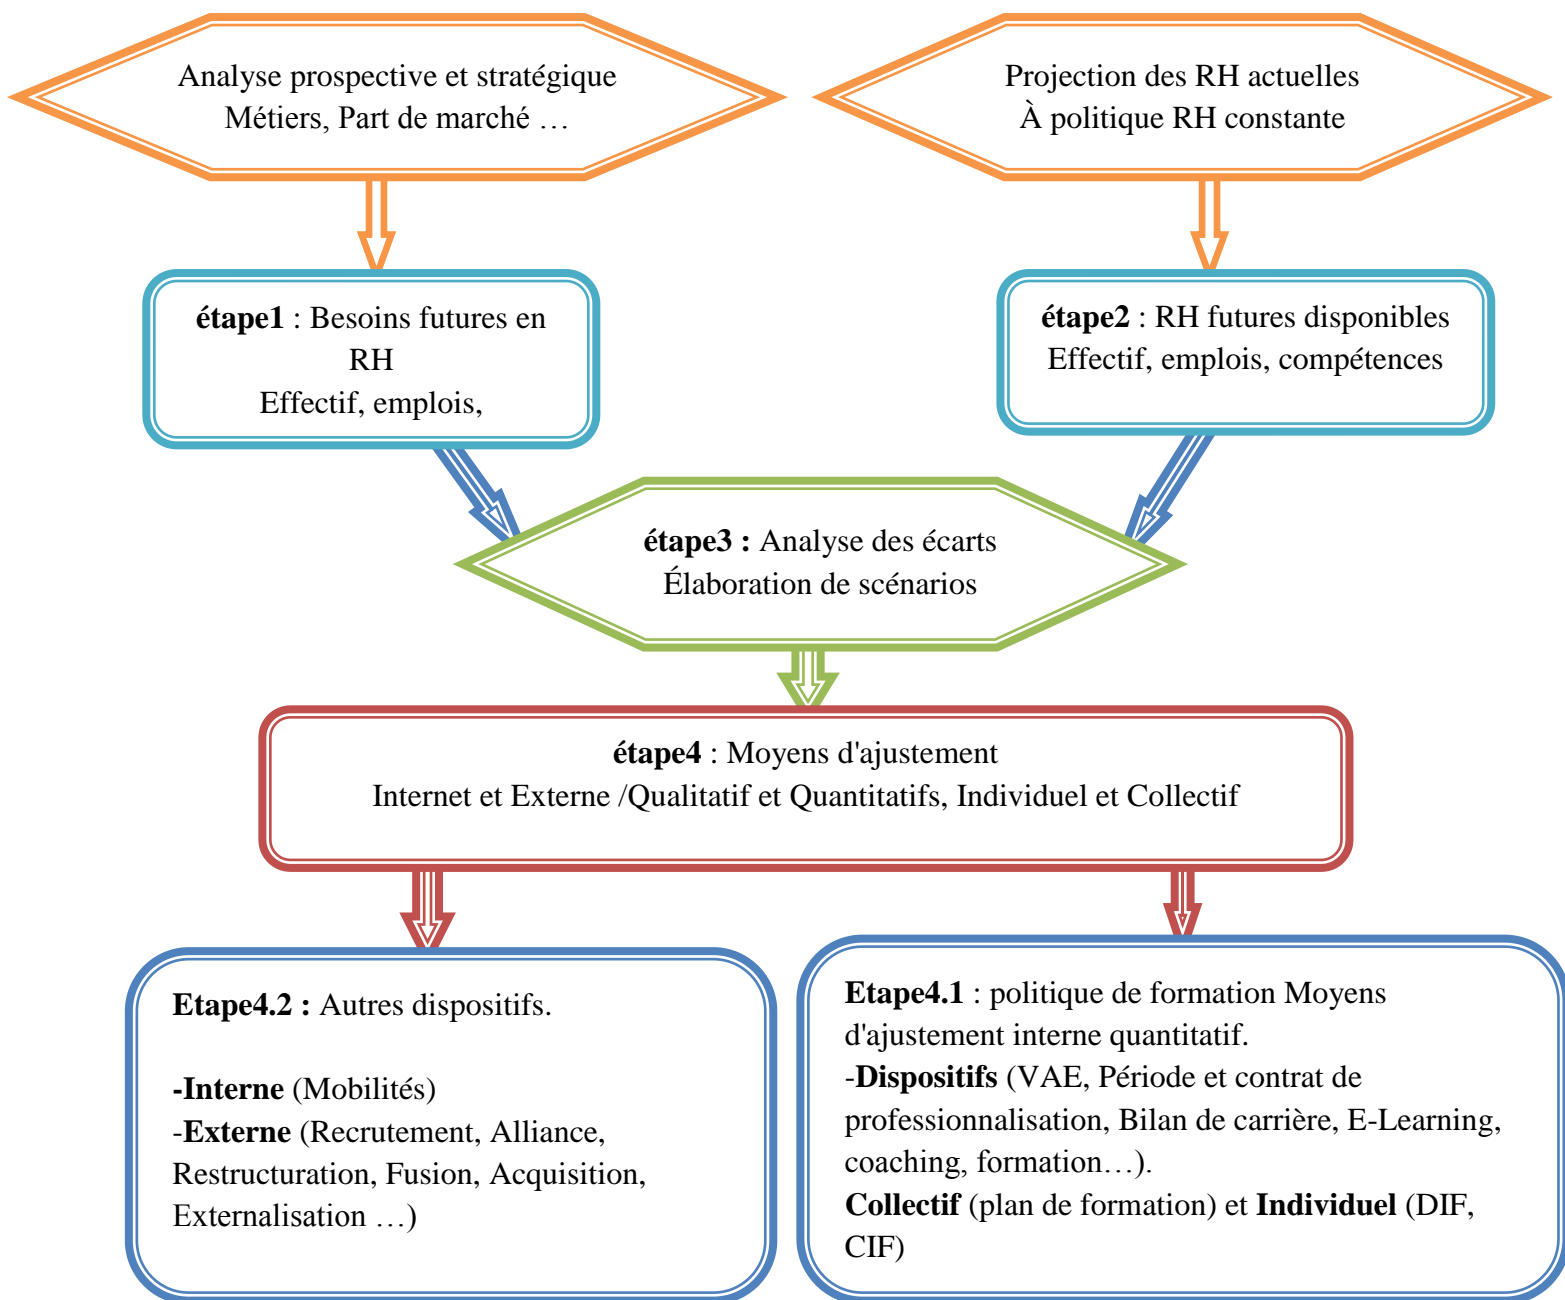 Analyse prospective et stratégique
Métiers, Part de marché …
Projection des RH actuelles
À politique RH constante
étape1 : Besoins futures en
RH
Effectif, emplois,
étape2 : RH futures disponibles
Effectif, emplois, compétences
étape3 : Analyse des écarts
Élaboration de scénarios
étape4 : Moyens d'ajustement
Internet et Externe /Qualitatif et Quantitatifs, Individuel et Collectif
Etape4.2 : Autres dispositifs.
-Interne (Mobilités)
-Externe (Recrutement, Alliance,
Restructuration, Fusion, Acquisition,
Externalisation …)
Etape4.1 : politique de formation Moyens
d'ajustement interne quantitatif.
-Dispositifs (VAE, Période et contrat de
professionnalisation, Bilan de carrière, E-Learning,
coaching, formation…).
Collectif (plan de formation) et Individuel (DIF,
CIF)